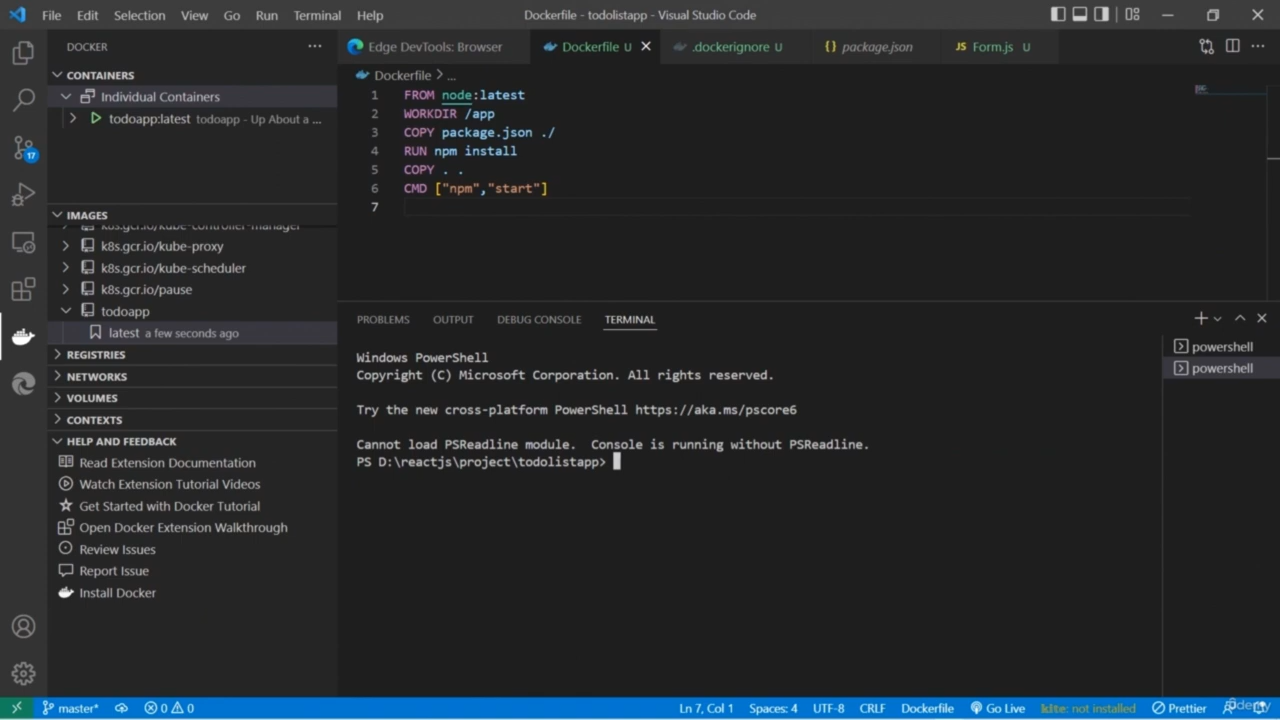 File Edit Selection View Go Run Terminal Help
Dockerfile - todolistapp - Visual Studio Code
DOCKER
Edge DevTools: Browser
Dockerfile U
.dockerignore U
package.json
Form.js U
CONTAINERS
Individual Containers
todoapp:latest todoapp - Up About a ...
17
IMAGES
k8s.gcr.io/kube-controller-manager
k8s.gcr.io/kube-proxy
k8s.gcr.io/kube-scheduler
k8s.gcr.io/pause
todoapp
latest a few seconds ago
REGISTRIES
NETWORKS
VOLUMES
CONTEXTS
HELP AND FEEDBACK
Read Extension Documentation
Watch Extension Tutorial Videos
Get Started with Docker Tutorial
Open Docker Extension Walkthrough
Review Issues
Report Issue
Install Docker
Dockerfile > ...
1 FROM node:latest
2 WORKDIR /app
3 COPY package.json ./
4 RUN npm install
5 COPY . .
6 CMD ["npm","start"]
7
PROBLEMS OUTPUT DEBUG CONSOLE TERMINAL
Windows PowerShell
Copyright (C) Microsoft Corporation. All rights reserved.
Try the new cross-platform PowerShell https://aka.ms/pscore6
Cannot load PSReadline module.  Console is running without PSReadline.
PS D:\reactjs\project\todolistapp>
powershell
powershell
master* 0 0
Ln 7, Col 1 Spaces: 4 UTF-8 CRLF Dockerfile Go Live kite: not installed Prettier
Udemy